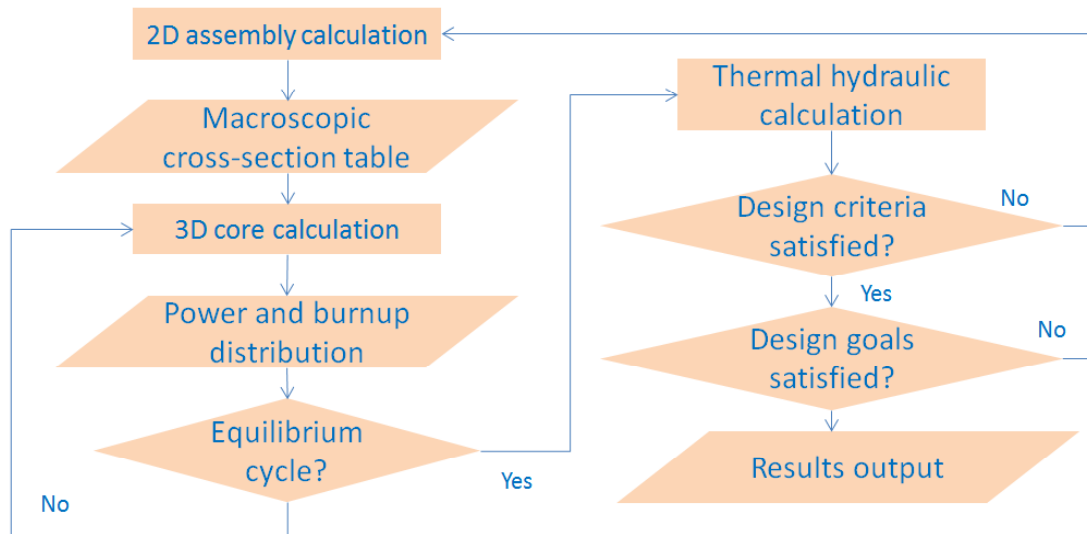 2D assembly calculation
Macroscopic
cross-section table
3D core calculation
Power and burnup
distribution
Equilibrium
cycle?
No
Yes
Thermal hydraulic
calculation
Design criteria
satisfied?
No
Yes
Design goals
satisfied?
No
Results output